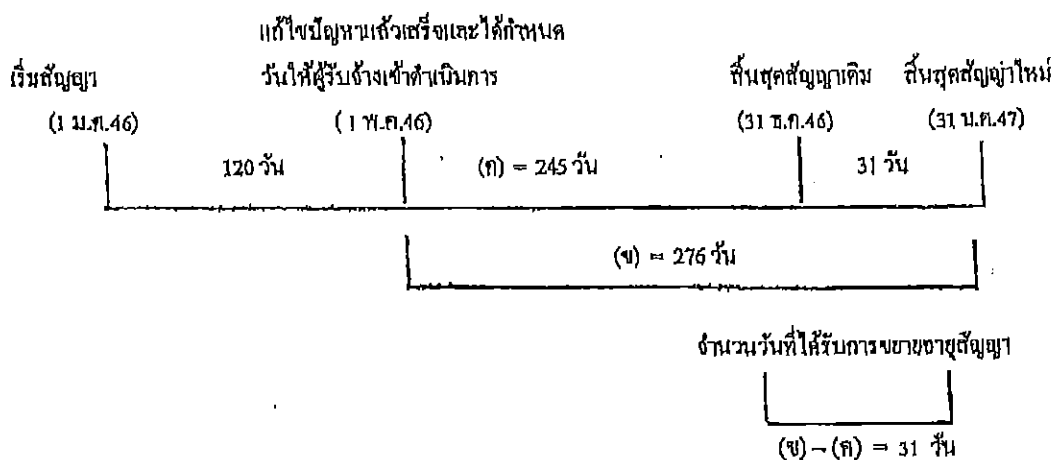 แก้ไขปัญหาแล้วเสร็จและได้กำหนด
เริ่มสัญญา วันให้ผู้รับจ้างเข้าดำเนินการ สิ้นสุดสัญญาเดิม สิ้นสุดสัญญาใหม่
(1 ม.ค.46) (1 พ.ค.46) (31 ธ.ค.46) (31 ม.ค.47)
120 วัน (ค) = 245 วัน 31 วัน
(ข) = 276 วัน
จำนวนวันที่ได้รับการขยายอายุสัญญา
(ข) – (ค) = 31 วัน